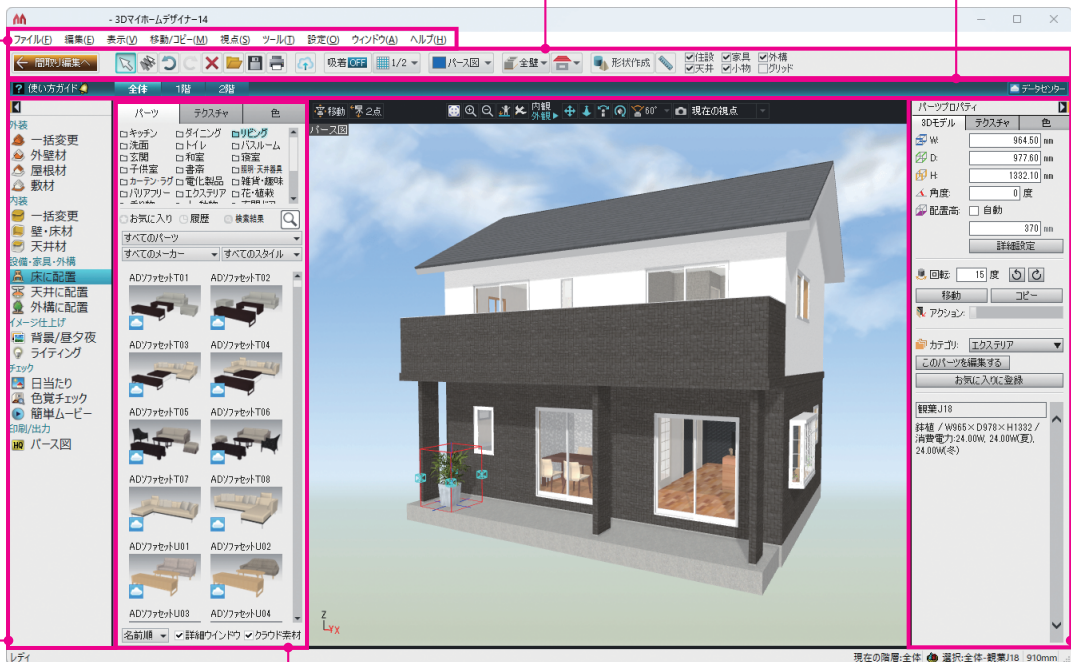 - 3Dマイホームデザイナーー14
ファイル(F) 編集(E) 表示(V) 移動/コピー(M) 視点(S) ツール(T) 設定(O) ウィンドウ(A) ヘルプ(H)
間取り編集へ 吸着OFF 1/2 パース図 全壁 形状作成 住設 家具 外構
天井 小物 グリッド
? 使い方ガイド 全体 1階 2階 データセンター
外装
一括変更
外壁材
屋根材
敷材
内装
一括変更
壁・床材
天井材
設備・家具・外構
床に配置
天井に配置
外構に配置
イメージ仕上げ
背景/昼夕夜
ライティング
チェック
日当たり
色覚チェック
簡単ムービー
印刷/出力
HQ パース図
パーツ テクスチャ 色
キッチン ダイニング リビング
洗面 トイレ バスルーム
玄関 和室 寝室
子供室 書斎 照明・天井器具
カーテン・ラグ 電化製品 雑貨・趣味
バリアフリー エクステリア 花・植栽
お気に入り 履歴 検索結果
すべてのパーツ
すべてのメーカー すべてのスタイル
ADソファセットT01 ADソファセットT02
ADソファセットT03 ADソファセットT04
ADソファセットT05 ADソファセットT06
ADソファセットT07 ADソファセットT08
ADソファセットU01 ADソファセットU02
ADソファセットU03 ADソファセットU04
名前順 詳細ウインドウ クラウド素材
移動 2点 内観
外観 60° 現在の視点
パース図
Z
YX
パーツプロパティ
3Dモデル テクスチャ 色
W: 964.50 mm
D: 977.60 mm
H: 1332.10 mm
角度: 0 度
配置高: 自動
370 mm
詳細設定
回転: 15 度
移動 コピー
アクション:
カテゴリ: エクステリア
このパーツを編集する
お気に入りに登録
観葉J18
鉢植 / W965×D978×H1332 /
消費電力:24.00W, 24.00W(夏),
24.00W(冬)
レディ 現在の階層:全体 選択:全体-観葉J18 910mm